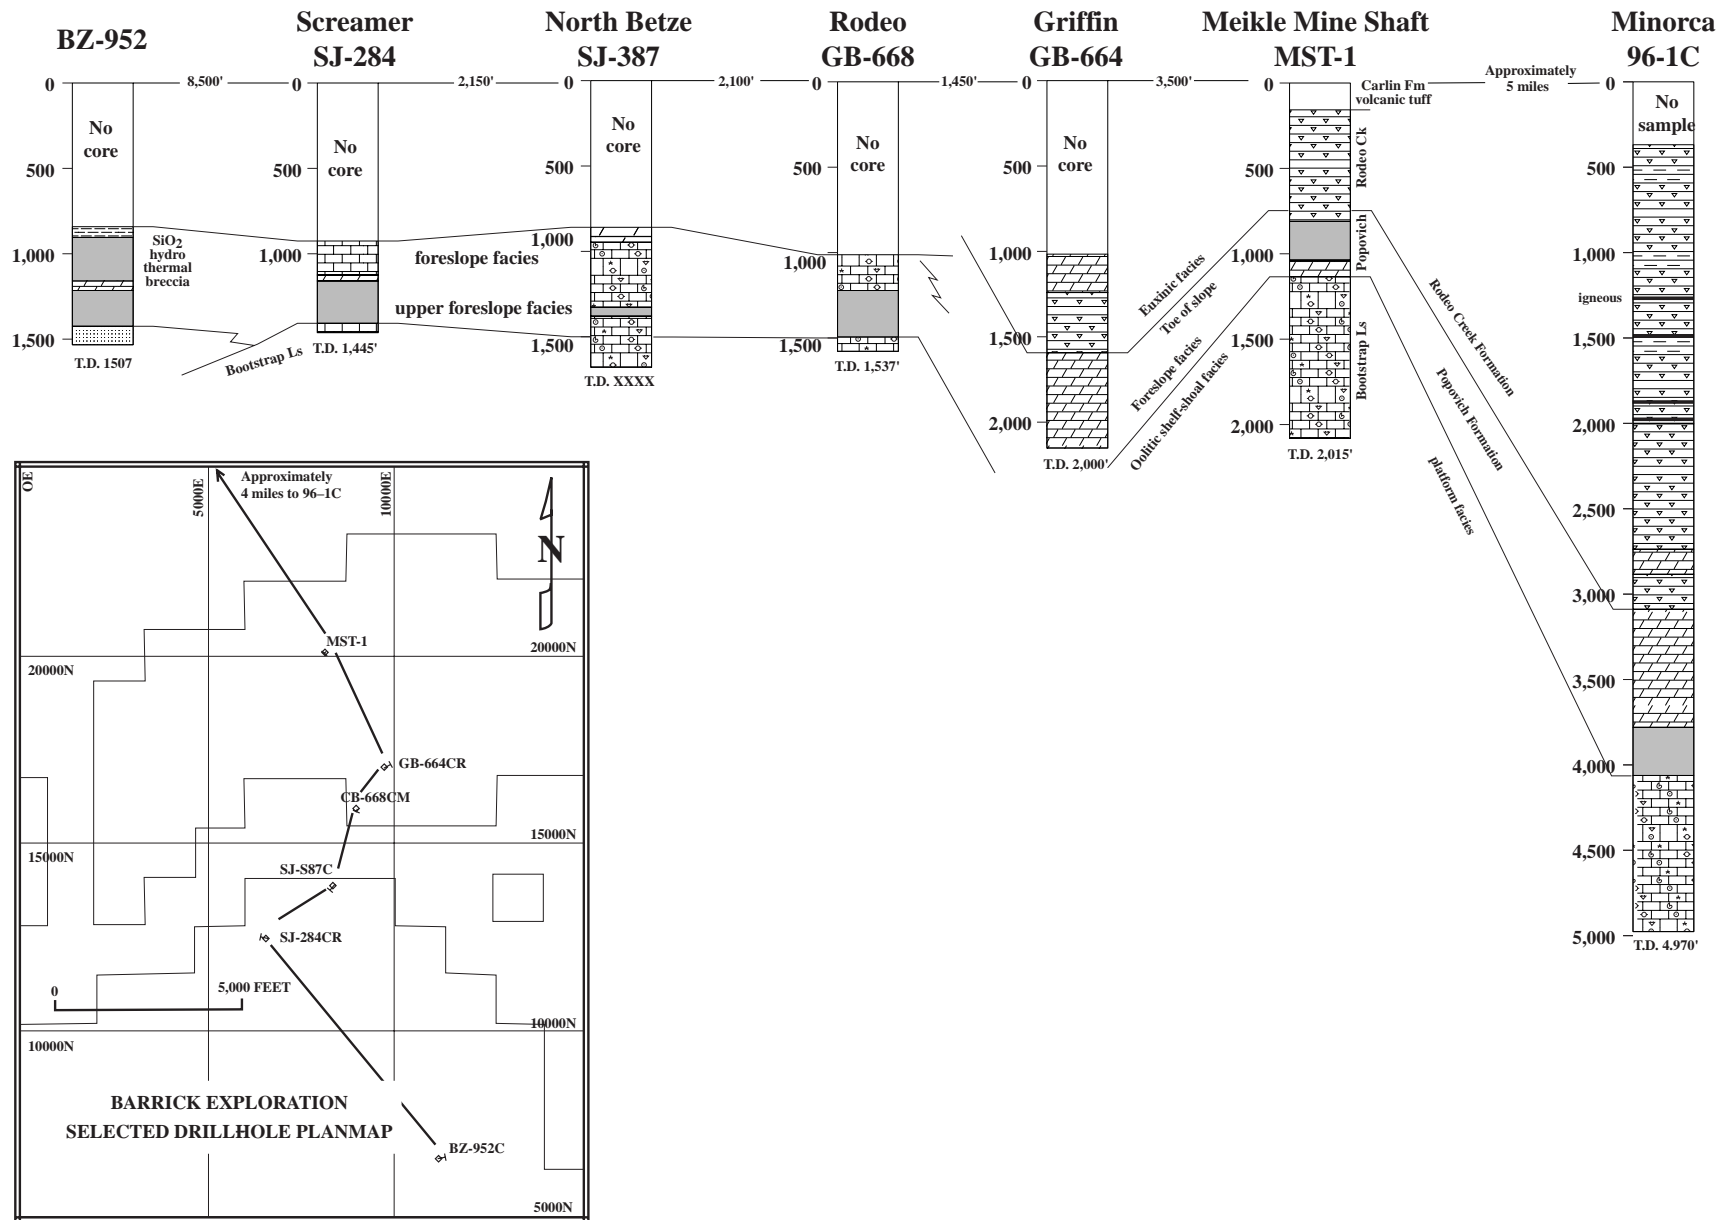 BZ-952
Screamer
SJ-284
North Betze
SJ-387
Rodeo
GB-668
Griffin
GB-664
Meikle Mine Shaft
MST-1
Minorca
96-1C
8,500'
2,150'
2,100'
1,450'
3,500'
Approximately
5 miles
0
500
1,000
1,500
No
core
SiO2
hydro
thermal
breccia
T.D. 1507
0
500
1,000
No
core
T.D. 1,445'
Bootstrap Ls
0
500
1,000
1,500
No
core
foreslope facies
upper foreslope facies
T.D. XXXX
0
500
1,000
1,500
No
core
T.D. 1,537'
0
500
1,000
1,500
2,000
No
core
T.D. 2,000'
Euxinic facies
Toe of slope
Foreslope facies
Oolitic shelf-shoal facies
0
500
1,000
1,500
2,000
Carlin Fm
volcanic tuff
Rodeo Ck
Popovich
Bootstrap Ls
T.D. 2,015'
Rodeo Creek Formation
Popovich Formation
platform facies
0
500
1,000
igneous
1,500
2,000
2,500
3,000
3,500
4,000
4,500
5,000
No
sample
T.D. 4.970'
OE
5000E
10000E
Approximately
4 miles to 96–1C
N
MST-1
20000N
20000N
GB-664CR
CB-668CM
15000N
15000N
SJ-S87C
SJ-284CR
0
5,000 FEET
10000N
10000N
BARRICK EXPLORATION
SELECTED DRILLHOLE PLANMAP
BZ-952C
5000N